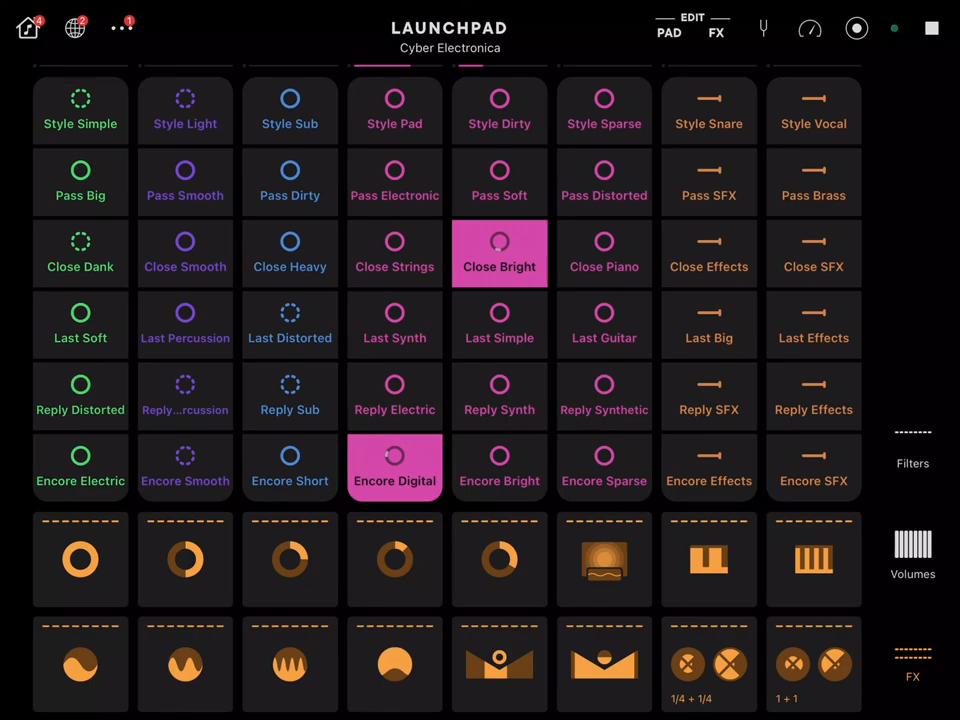 4
2
1
LAUNCHPAD
Cyber Electronica
EDIT
PAD FX
Style Simple Style Light Style Sub Style Pad Style Dirty Style Sparse Style Snare Style Vocal
Pass Big Pass Smooth Pass Dirty Pass Electronic Pass Soft Pass Distorted Pass SFX Pass Brass
Close Dank Close Smooth Close Heavy Close Strings Close Bright Close Piano Close Effects Close SFX
Last Soft Last Percussion Last Distorted Last Synth Last Simple Last Guitar Last Big Last Effects
Reply Distorted Reply...rcussion Reply Sub Reply Electric Reply Synth Reply Synthetic Reply SFX Reply Effects
Filters
Encore Electric Encore Smooth Encore Short Encore Digital Encore Bright Encore Sparse Encore Effects Encore SFX
Volumes
FX
1/4 + 1/4 1 + 1